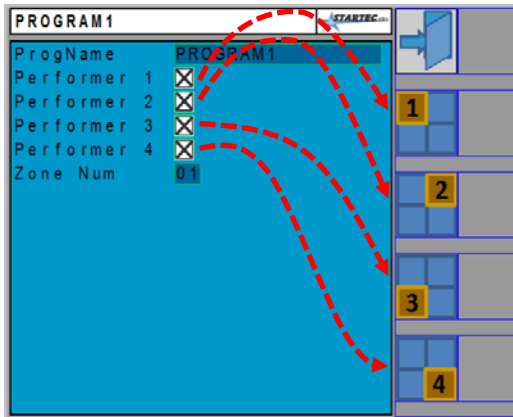 PROGRAM1
STARTEC
ProgName PROGRAM1
Performer 1
Performer 2
Performer 3
Performer 4
Zone Num 01
1
2
3
4